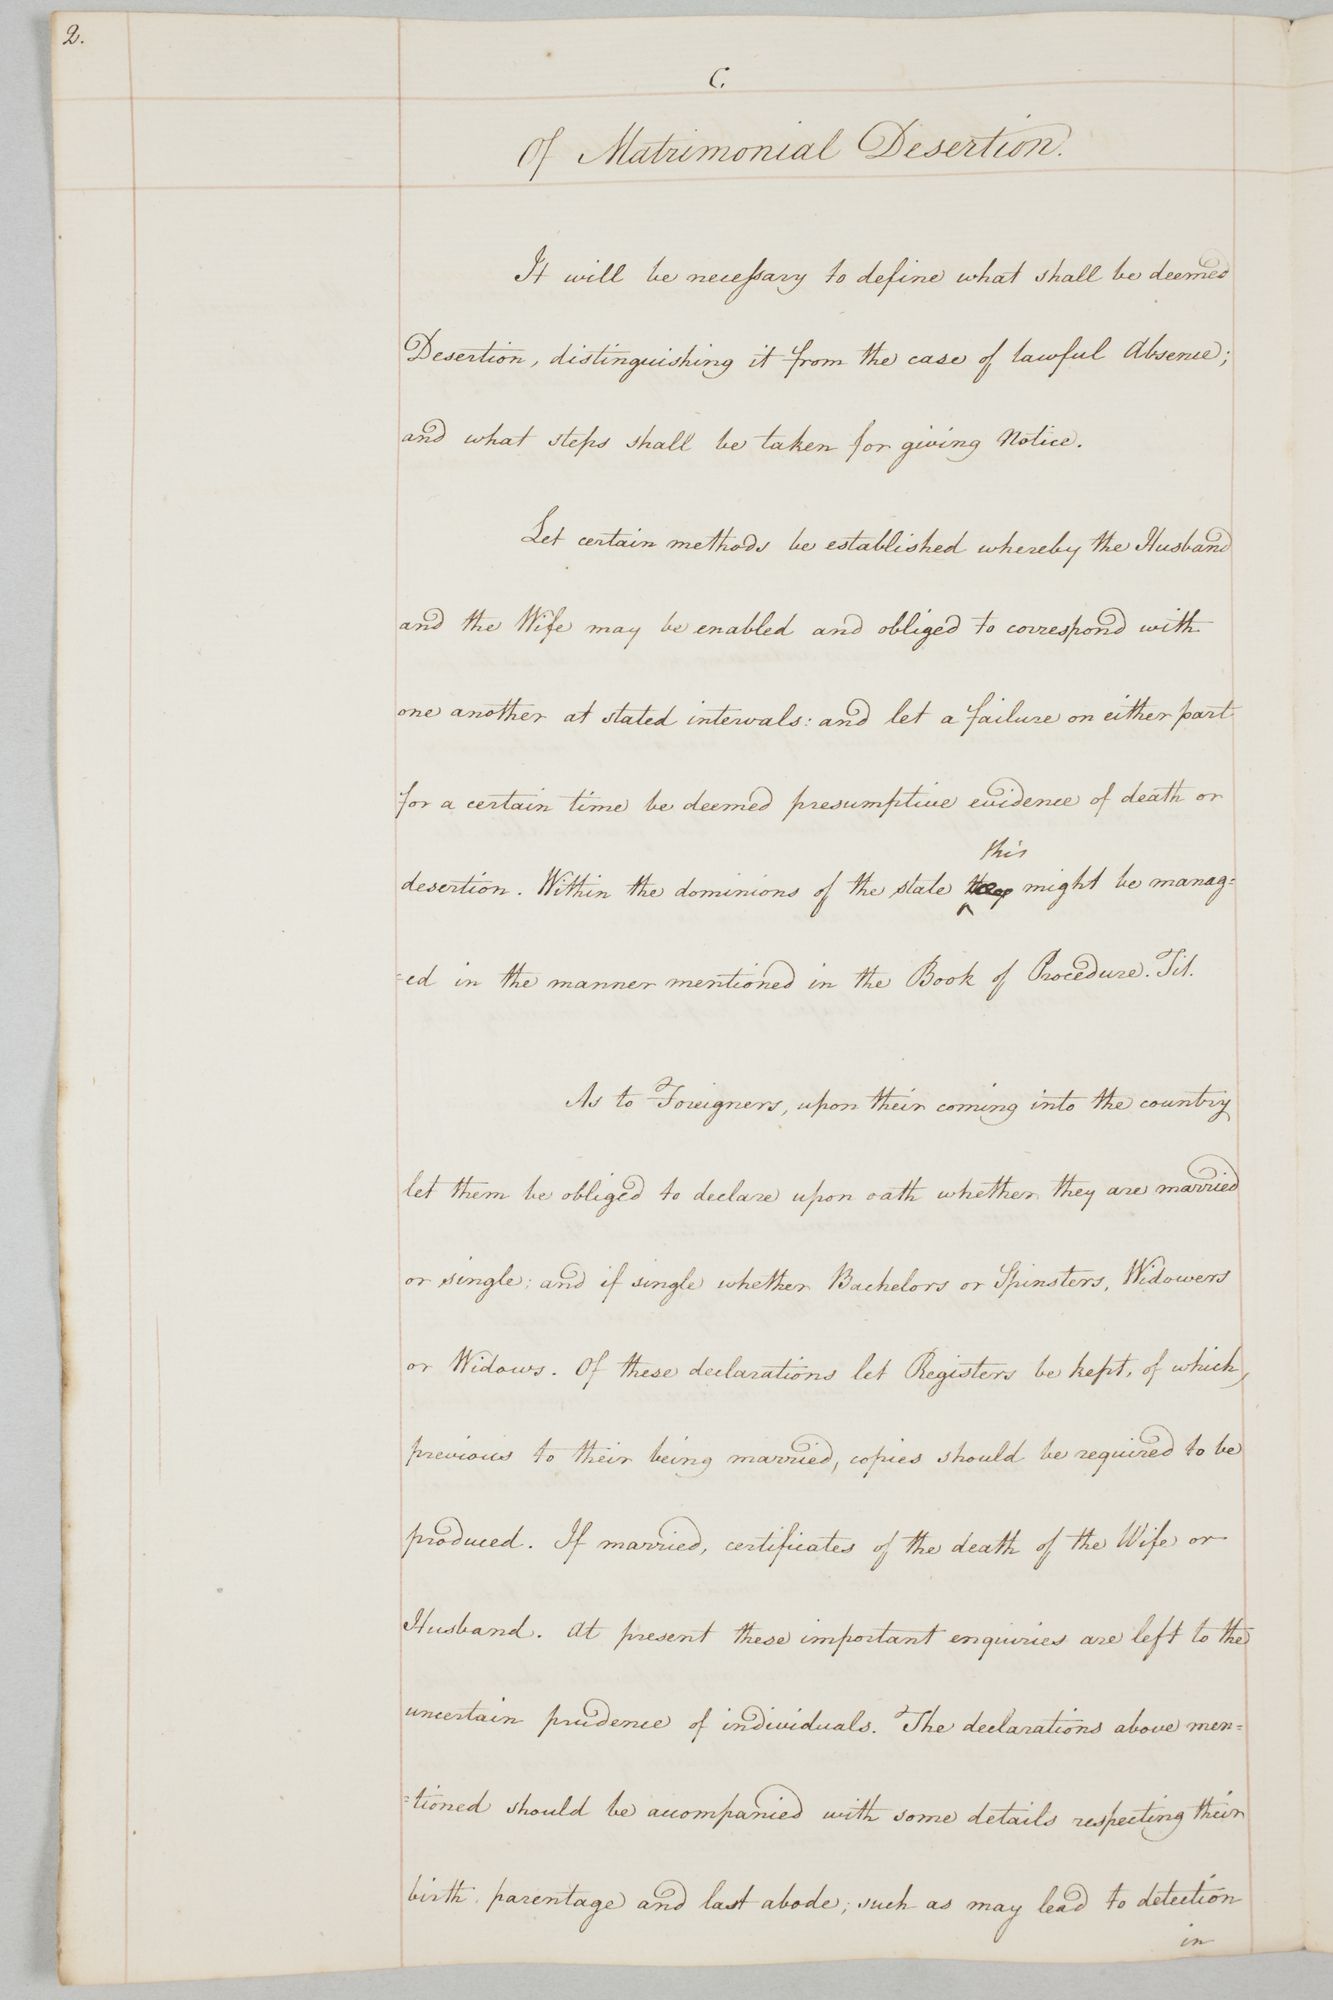 2.
C.
Of Matrimonial Desertion.
It will be necessary to define what shall be deemed
Desertion, distinguishing it from the case of lawful Absence;
and what steps shall be taken for giving Notice.
Let certain methods be established whereby the Husband
and the Wife may be enabled and obliged to correspond with
one another at stated intervals: and let a failure on either part
for a certain time be deemed presumptive evidence of death or
this
desertion. Within the dominions of the state might be manag=
=ed in the manner mentioned in the Book of Procedure. Tit.
As to Foreigners, upon their coming into the country
let them be obliged to declare upon oath whether they are married
or single; and if single whether Bachelors or Spinsters, Widowers
or Widows. Of these declarations let Registers be kept, of which,
previous to their being married, copies should be required to be
produced. If married, certificates of the death of the Wife or
Husband. At present these important enquiries are left to the
uncertain prudence of individuals. The declarations above men=
=tioned should be accompanied with some details respecting their
birth, parentage and last abode; such as may lead to detection
in